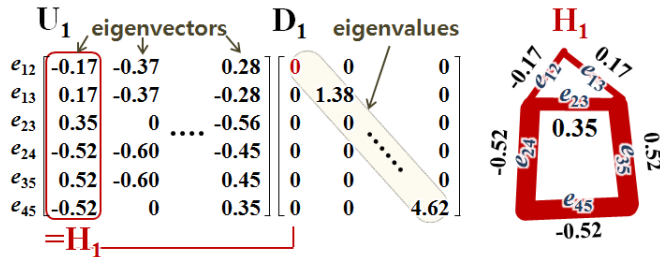 U₁ eigenvectors D₁ eigenvalues H₁
e₁₂ -0.17 -0.37 0.28 0 0 0
e₁₃ 0.17 -0.37 -0.28 0 1.38 0
e₂₃ 0.35 0 .... -0.56 0 0 ...... 0
e₂₄ -0.52 -0.60 -0.45 0 0 0
e₃₅ 0.52 -0.60 0.45 0 0 0
e₄₅ -0.52 0 0.35 0 0 4.62
=H₁
-0.17 e₁₂ e₁₃ 0.17
e₂₃
0.35
-0.52 e₂₄ e₃₅ 0.52
e₄₅
-0.52